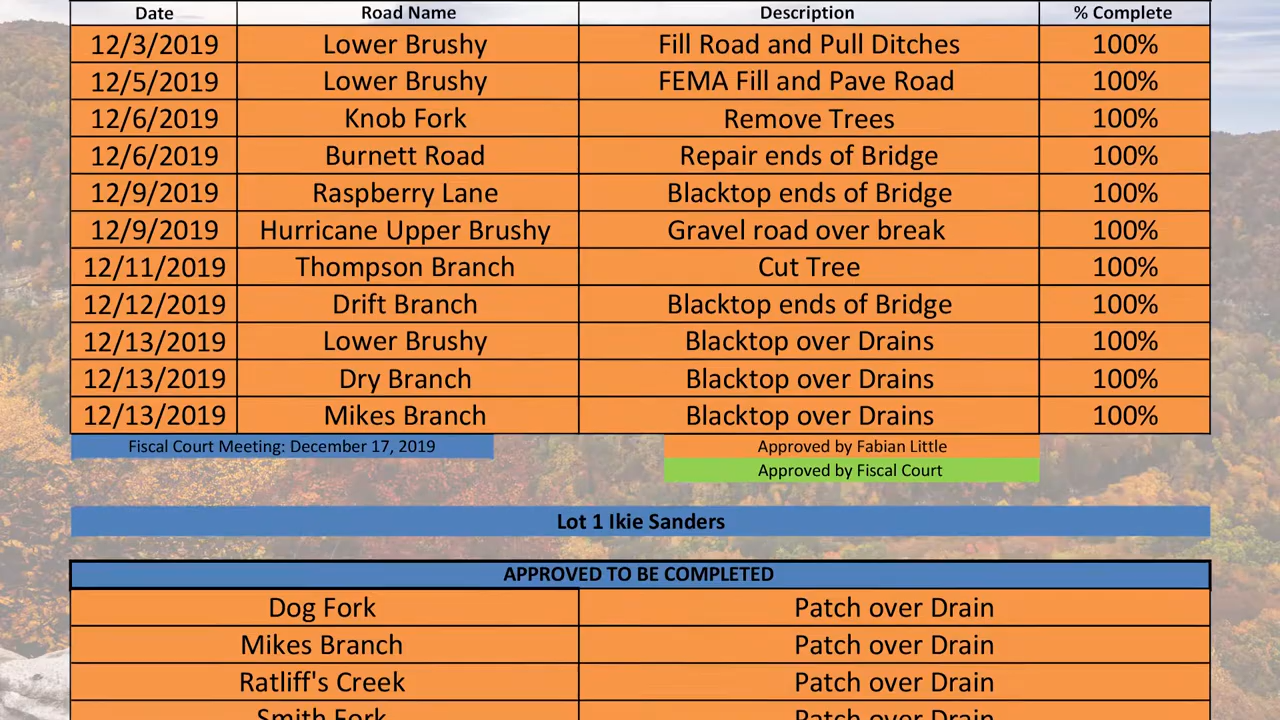 Date Road Name Description % Complete
12/3/2019 Lower Brushy Fill Road and Pull Ditches 100%
12/5/2019 Lower Brushy FEMA Fill and Pave Road 100%
12/6/2019 Knob Fork Remove Trees 100%
12/6/2019 Burnett Road Repair ends of Bridge 100%
12/9/2019 Raspberry Lane Blacktop ends of Bridge 100%
12/9/2019 Hurricane Upper Brushy Gravel road over break 100%
12/11/2019 Thompson Branch Cut Tree 100%
12/12/2019 Drift Branch Blacktop ends of Bridge 100%
12/13/2019 Lower Brushy Blacktop over Drains 100%
12/13/2019 Dry Branch Blacktop over Drains 100%
12/13/2019 Mikes Branch Blacktop over Drains 100%
Fiscal Court Meeting: December 17, 2019 Approved by Fabian Little
Approved by Fiscal Court
Lot 1 Ikie Sanders
APPROVED TO BE COMPLETED
Dog Fork Patch over Drain
Mikes Branch Patch over Drain
Ratliff's Creek Patch over Drain
Smith Fork Patch over Drain